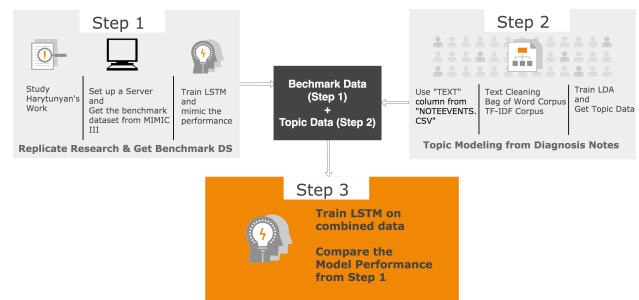 Step 1
Study
Harytunyan's
Work
Set up a Server
and
Get the benchmark
dataset from MIMIC
III
Train LSTM
and
mimic the
performance
Replicate Research & Get Benchmark DS
Bechmark Data
(Step 1)
+
Topic Data (Step 2)
Step 2
Use "TEXT"
column from
"NOTEEVENTS.
CSV"
Text Cleaning
Bag of Word Corpus
TF-IDF Corpus
Train LDA
and
Get Topic Data
Topic Modeling from Diagnosis Notes
Step 3
Train LSTM on
combined data
Compare the
Model Performance
from Step 1